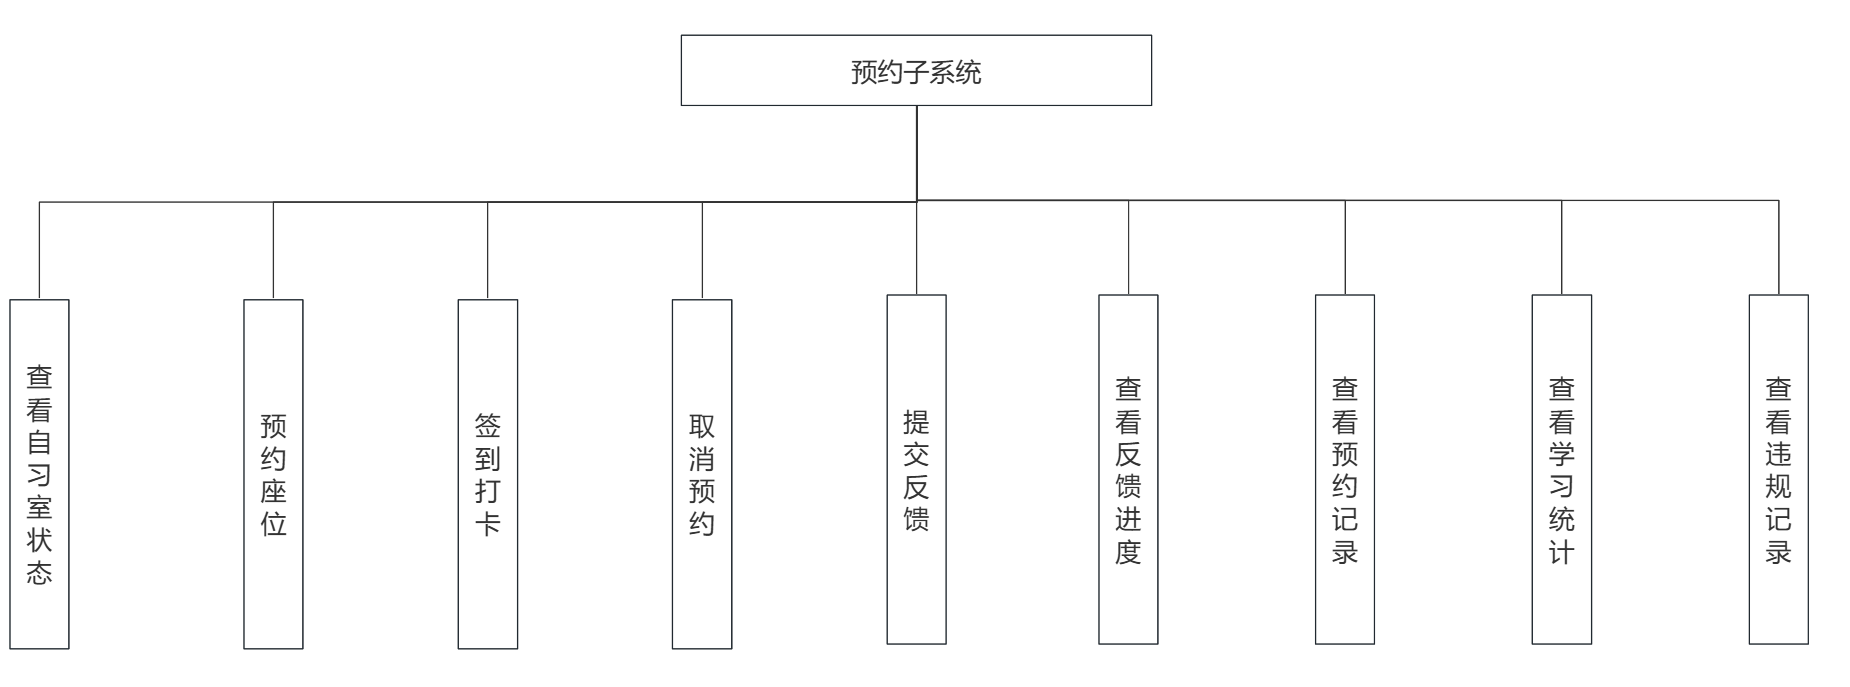 预约子系统
查看自习室状态
预约座位
签到打卡
取消预约
提交反馈
查看反馈进度
查看预约记录
查看学习统计
查看违规记录